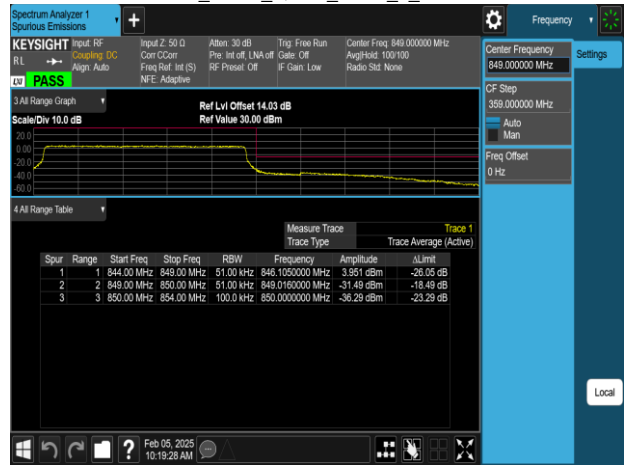 Spectrum Analyzer 1
Spurious Emissions
+
Frequency
KEYSIGHT Input: RF Input Z: 50 Ω Atten: 30 dB Trig: Free Run Center Freq: 849.000000 MHz
RL Coupling: DC Corr CCorr Pre: Int off, LNA off Gate: Off Avg|Hold: 100/100
Align: Auto Freq Ref: Int (S) RF Presel: Off IF Gain: Low Radio Std: None
LXI PASS NFE: Adaptive
Center Frequency
849.000000 MHz
Settings
CF Step
359.000000 MHz
Auto
Man
Freq Offset
0 Hz
3 All Range Graph
Ref Lvl Offset 14.03 dB
Scale/Div 10.0 dB Ref Value 30.00 dBm
20.0
0.00
-20.0
-40.0
-60.0
4 All Range Table
Measure Trace Trace 1
Trace Type Trace Average (Active)
Spur Range Start Freq Stop Freq RBW Frequency Amplitude ΔLimit
1 1 844.00 MHz 849.00 MHz 51.00 kHz 846.1050000 MHz 3.951 dBm -26.05 dB
2 2 849.00 MHz 850.00 MHz 51.00 kHz 849.0160000 MHz -31.49 dBm -18.49 dB
3 3 850.00 MHz 854.00 MHz 100.0 kHz 850.0000000 MHz -36.29 dBm -23.29 dB
Local
?
Feb 05, 2025
10:19:28 AM